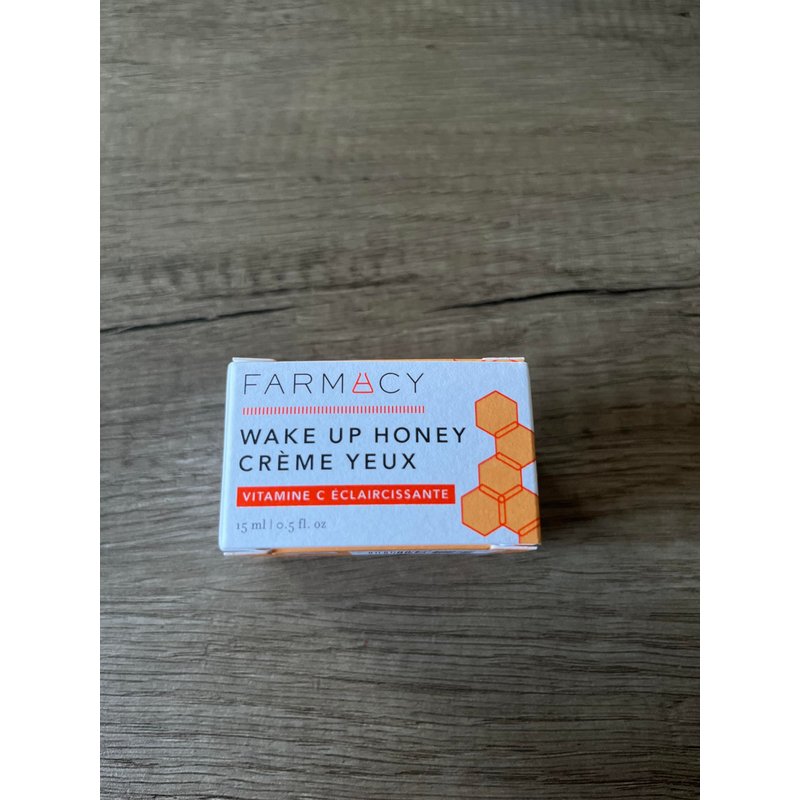 FARMACY
WAKE UP HONEY
CRÈME YEUX
VITAMINE C ÉCLAIRCISSANTE
15 ml | 0.5 fl. oz